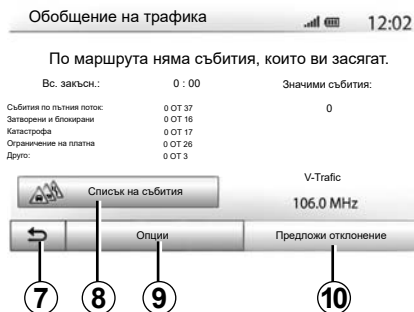 Обобщение на трафика 12:02
По маршрута няма събития, които ви засягат.
Вс. закъсн.: 0 : 00 Значими събития:
Събития по пътния поток: 0 ОТ 37 0
Затворени и блокирани 0 ОТ 16
Катастрофа 0 ОТ 17
Ограничение на платна 0 ОТ 26
Друго: 0 ОТ 3
V-Trafic
Списък на събития
106.0 MHz
Опции Предложи отклонение
7 8 9 10